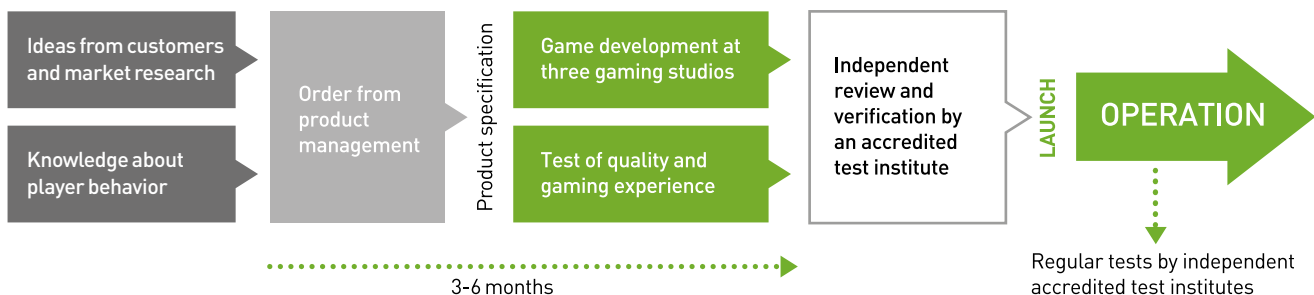 Ideas from customers
and market research
Knowledge about
player behavior
Order from
product
management
Product specification
Game development at
three gaming studios
Test of quality and
gaming experience
Independent
review and
verification by
an accredited
test institute
LAUNCH
OPERATION
3-6 months
Regular tests by independent
accredited test institutes